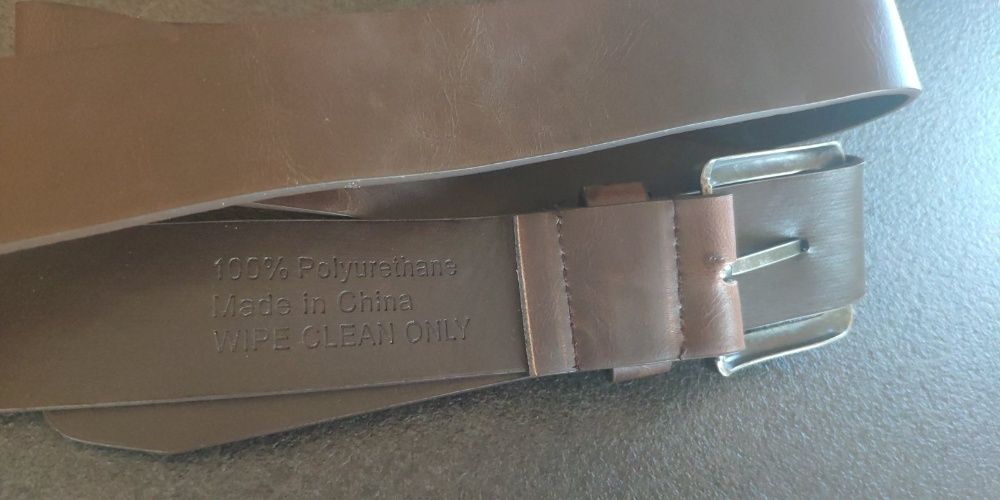 100% Polyurethane
Made in China
WIPE CLEAN ONLY